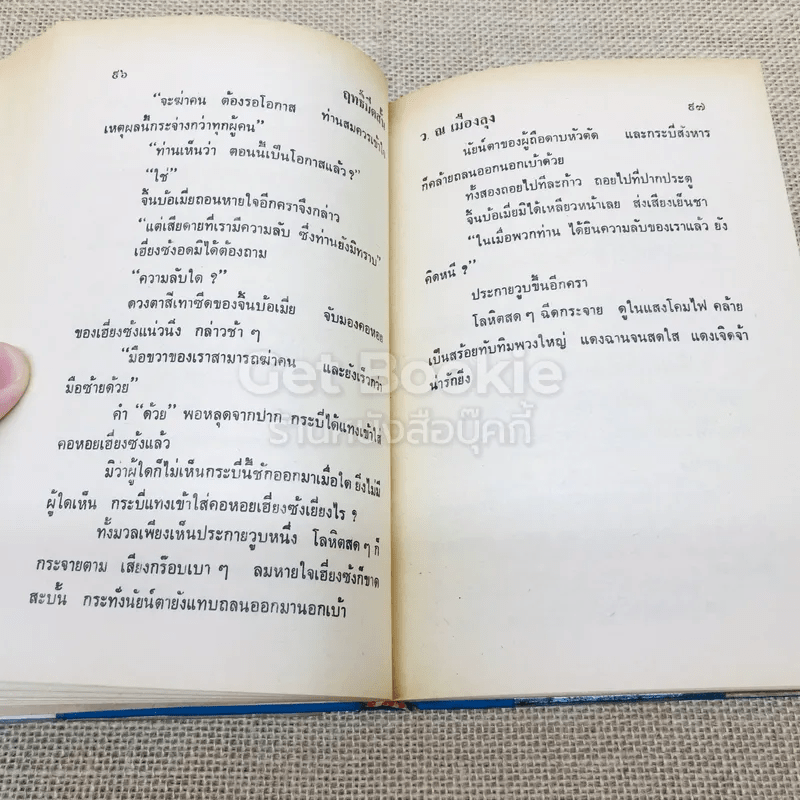 ๙๖
ฤทธิ์มีดสั้น
“จะฆ่าคน ต้องรอโอกาส ท่านสมควรเข้าใจ
เหตุผลนี้กระจ่างกว่าทุกผู้คน”
“ท่านเห็นว่า ตอนนี้เป็นโอกาสแล้ว ?”
“ใช่”
จิ้นบ้อเมี่ยถอนหายใจอีกคราจึงกล่าว
“แต่เสียดายที่เรามีความลับ ซึ่งท่านยังมิทราบ”
เฮี่ยงซ้งอดมิได้ต้องถาม
“ความลับใด ?”
ดวงตาสีเทาซีดของจิ้นบ้อเมี่ย จับมองคอหอย
ของเฮี่ยงซ้งแน่วนิ่ง กล่าวช้า ๆ
“มือขวาของเราสามารถฆ่าคน และยังเร็วกว่า
มือซ้ายด้วย”
คำ “ด้วย” พอหลุดจากปาก กระบี่ได้แทงเข้าใส่
คอหอยเฮี่ยงซ้งแล้ว
มิว่าผู้ใดก็ไม่เห็นกระบี่นี้ชักออกมาเมื่อใด ยิ่งไม่มี
ผู้ใดเห็น กระบี่แทงเข้าใส่คอหอยเฮี่ยงซ้งเยี่ยงไร ?
ทั้งมวลเพียงเห็นประกายวูบหนึ่ง โลหิตสด ๆ ก็
กระจายตาม เสียงกร๊อบเบา ๆ ลมหายใจเฮี่ยงซ้งก็ขาด
สะบั้น กระทั่งนัยน์ตายังแทบถลนออกมานอกเบ้า
ว. ณ เมืองลุง
๙๗
นัยน์ตาของผู้ถือดาบหัวตัด และกระบี่สังหาร
ก็คล้ายถลนออกนอกเบ้าด้วย
ทั้งสองถอยไปทีละก้าว ถอยไปที่ปากประตู
จิ้นบ้อเมี่ยมิได้เหลียวหน้าเลย ส่งเสียงเย็นชา
“ในเมื่อพวกท่าน ได้ยินความลับของเราแล้ว ยัง
คิดหนี ?”
ประกายวูบขึ้นอีกครา
โลหิตสด ๆ ฉีดกระจาย ดูในแสงโคมไฟ คล้าย
เป็นสร้อยทับทิมพวงใหญ่ แดงฉานจนสดใส แดงเจิดจ้า
น่ารักยิ่ง
Get Bookie
ร้านหนังสือบุ๊คกี้